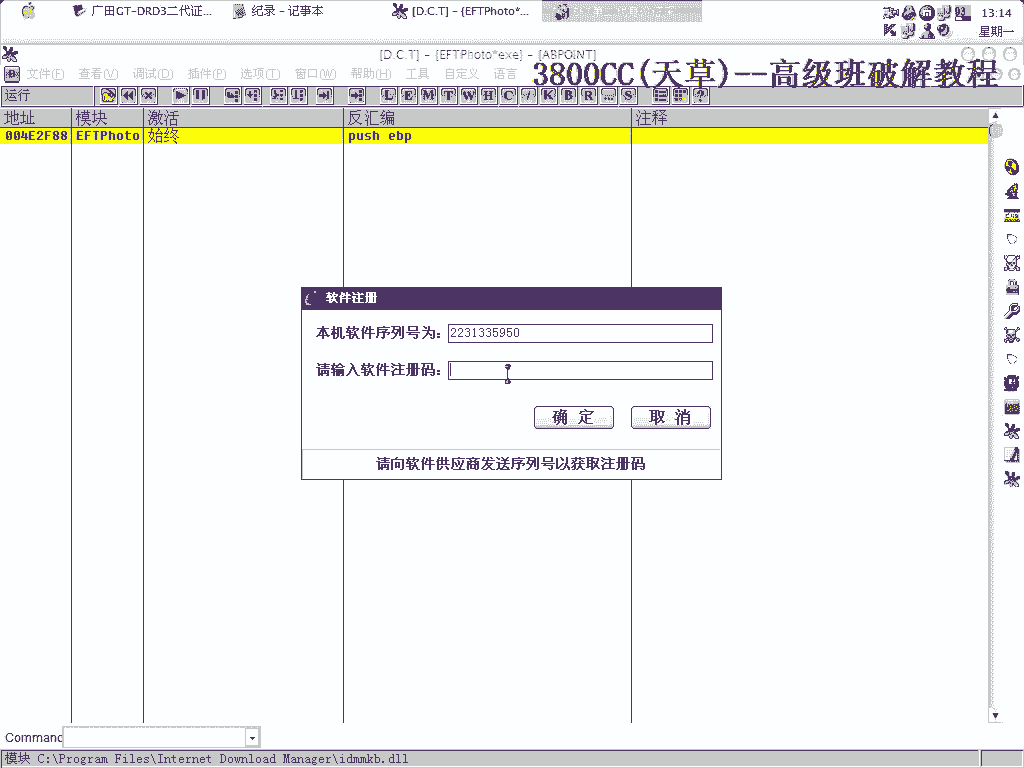 广田GT-DRD3二代证... 纪录 - 记事本 [D.C.T] - {EFTPhoto*... 13:14
星期一
[D.C.T] - {EFTPhoto*exe} - [ABPOINT]
文件(F) 查看(V) 调试(D) 插件(P) 选项(T) 窗口(W) 帮助(H) 工具 自定义 语言
3800CC(天草)--高级班破解教程
运行 L E M T W H C / K B R ... S ?
地址 模块 激活 反汇编 注释
004E2F88 EFTPhoto 始终 push ebp
软件注册
本机软件序列号为: 2231335950
请输入软件注册码:
确 定 取 消
请向软件供应商发送序列号以获取注册码
Command
模块 C:\Program Files\Internet Download Manager\idmmkb.dll